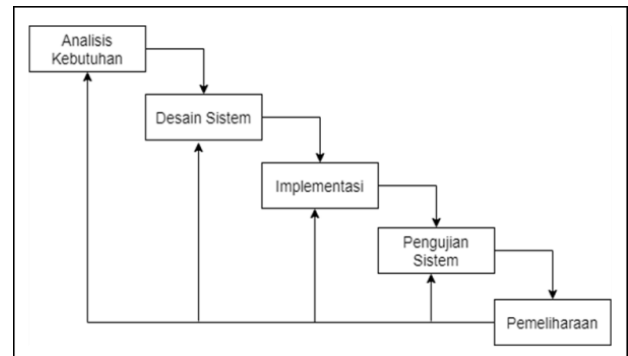 Analisis
Kebutuhan
Desain Sistem
Implementasi
Pengujian
Sistem
Pemeliharaan